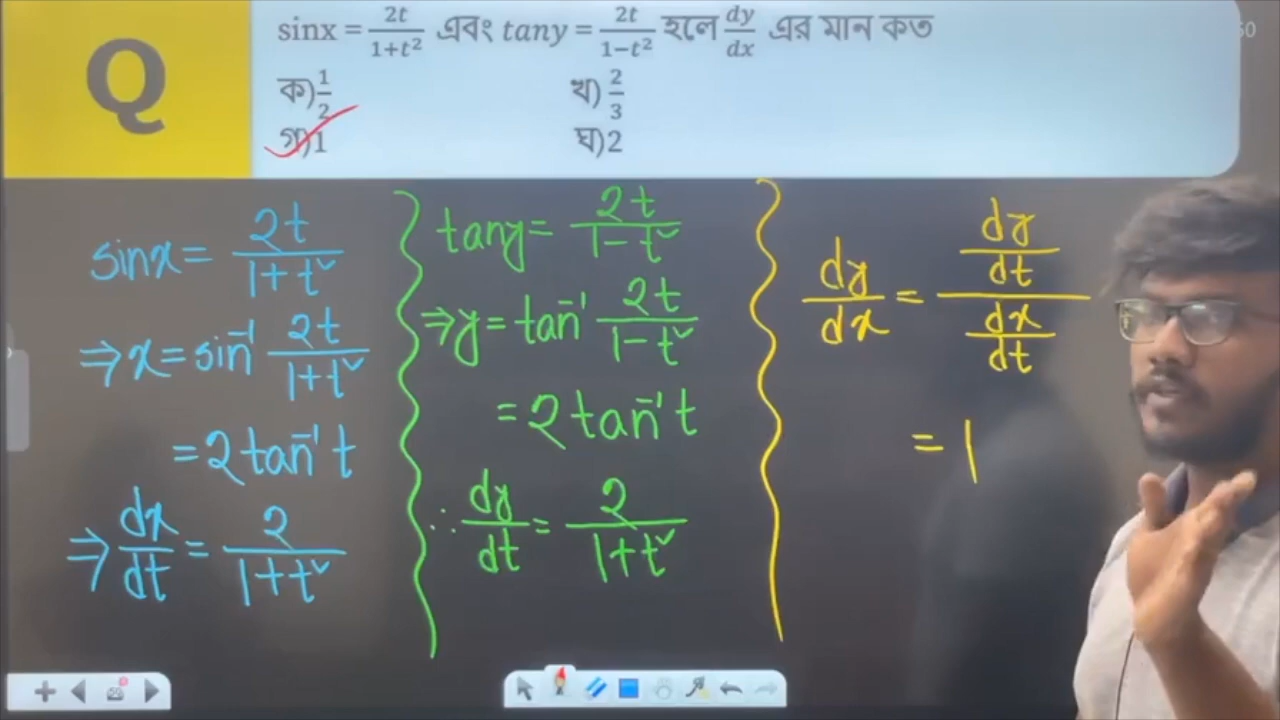 Q
sinx = 2t/(1+t²) এবং tany = 2t/(1−t²) হলে dy/dx এর মান কত
ক) 1/2 খ) 2/3
গ) 1 ঘ) 2
sinx = 2t/(1+t²)
⇒ x = sin⁻¹ 2t/(1+t²)
= 2tan⁻¹ t
⇒ dx/dt = 2/(1+t²)
tany = 2t/(1−t²)
⇒ y = tan⁻¹ 2t/(1−t²)
= 2tan⁻¹ t
∴ dy/dt = 2/(1+t²)
dy/dx = (dy/dt)/(dx/dt)
= 1